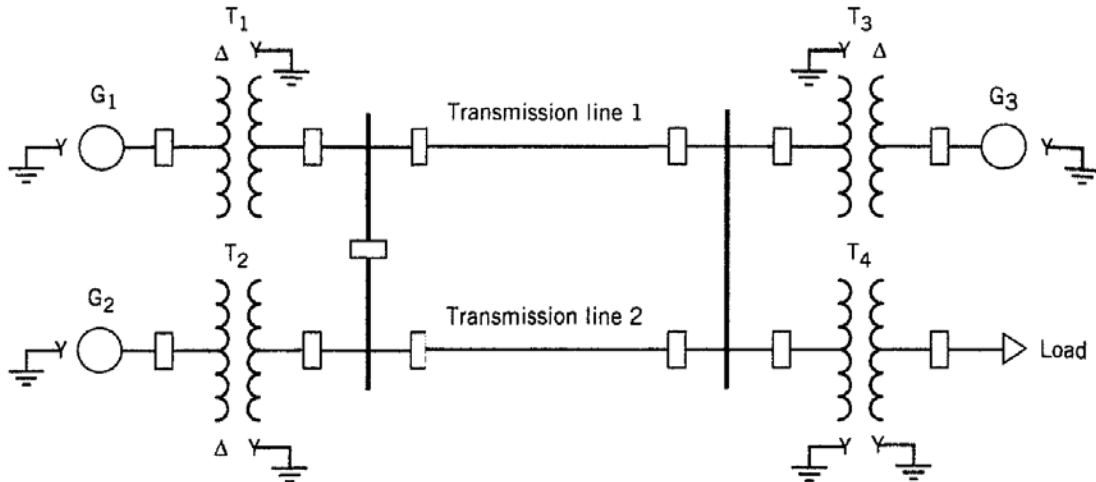 T1
T3
Δ Y
Y Δ
G1
G3
Transmission line 1
Y
Y
T2
T4
G2
Transmission line 2
Y
Load
Δ Y
Y Y